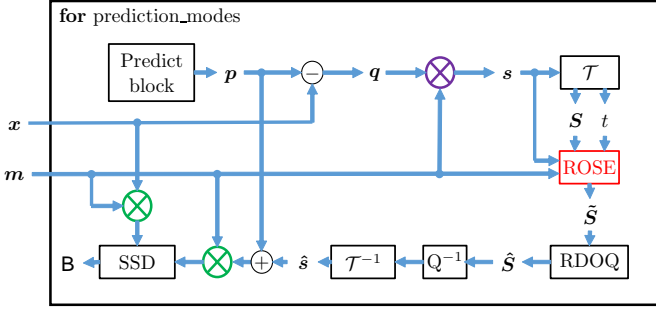 for prediction_modes
Predict
block
p
−
q
s
𝒯
x
S
t
m
ROSE
S̃
B
SSD
+
ŝ
𝒯⁻¹
Q⁻¹
Ŝ
RDOQ